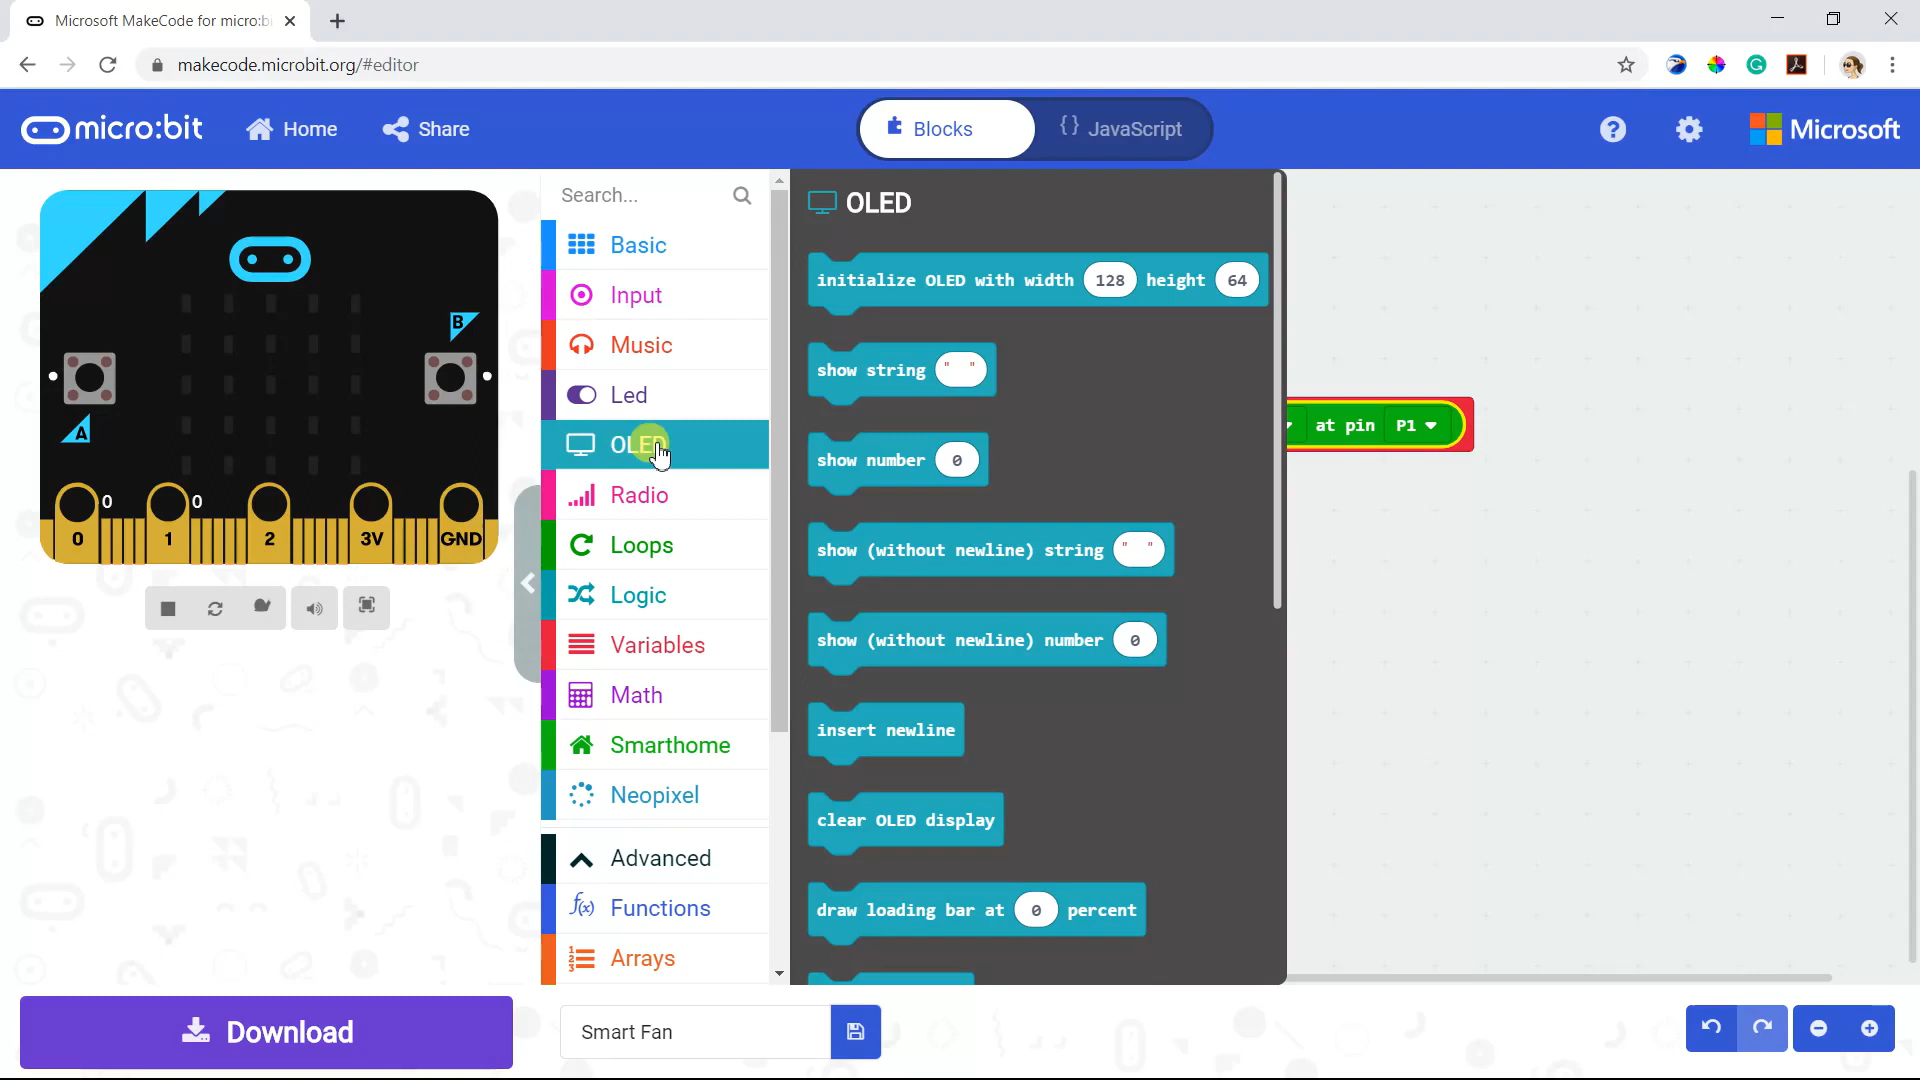 Microsoft MakeCode for micro:bi
makecode.microbit.org/#editor
micro:bit
Home
Share
Blocks
{} JavaScript
Microsoft
Search...
Basic
Input
Music
Led
OLED
Radio
Loops
Logic
Variables
Math
Smarthome
Neopixel
Advanced
f(x) Functions
Arrays
OLED
initialize OLED with width 128 height 64
show string " "
show number 0
show (without newline) string " "
show (without newline) number 0
insert newline
clear OLED display
draw loading bar at 0 percent
at pin P1
B
A
0
0
0
1
2
3V
GND
Download
Smart Fan